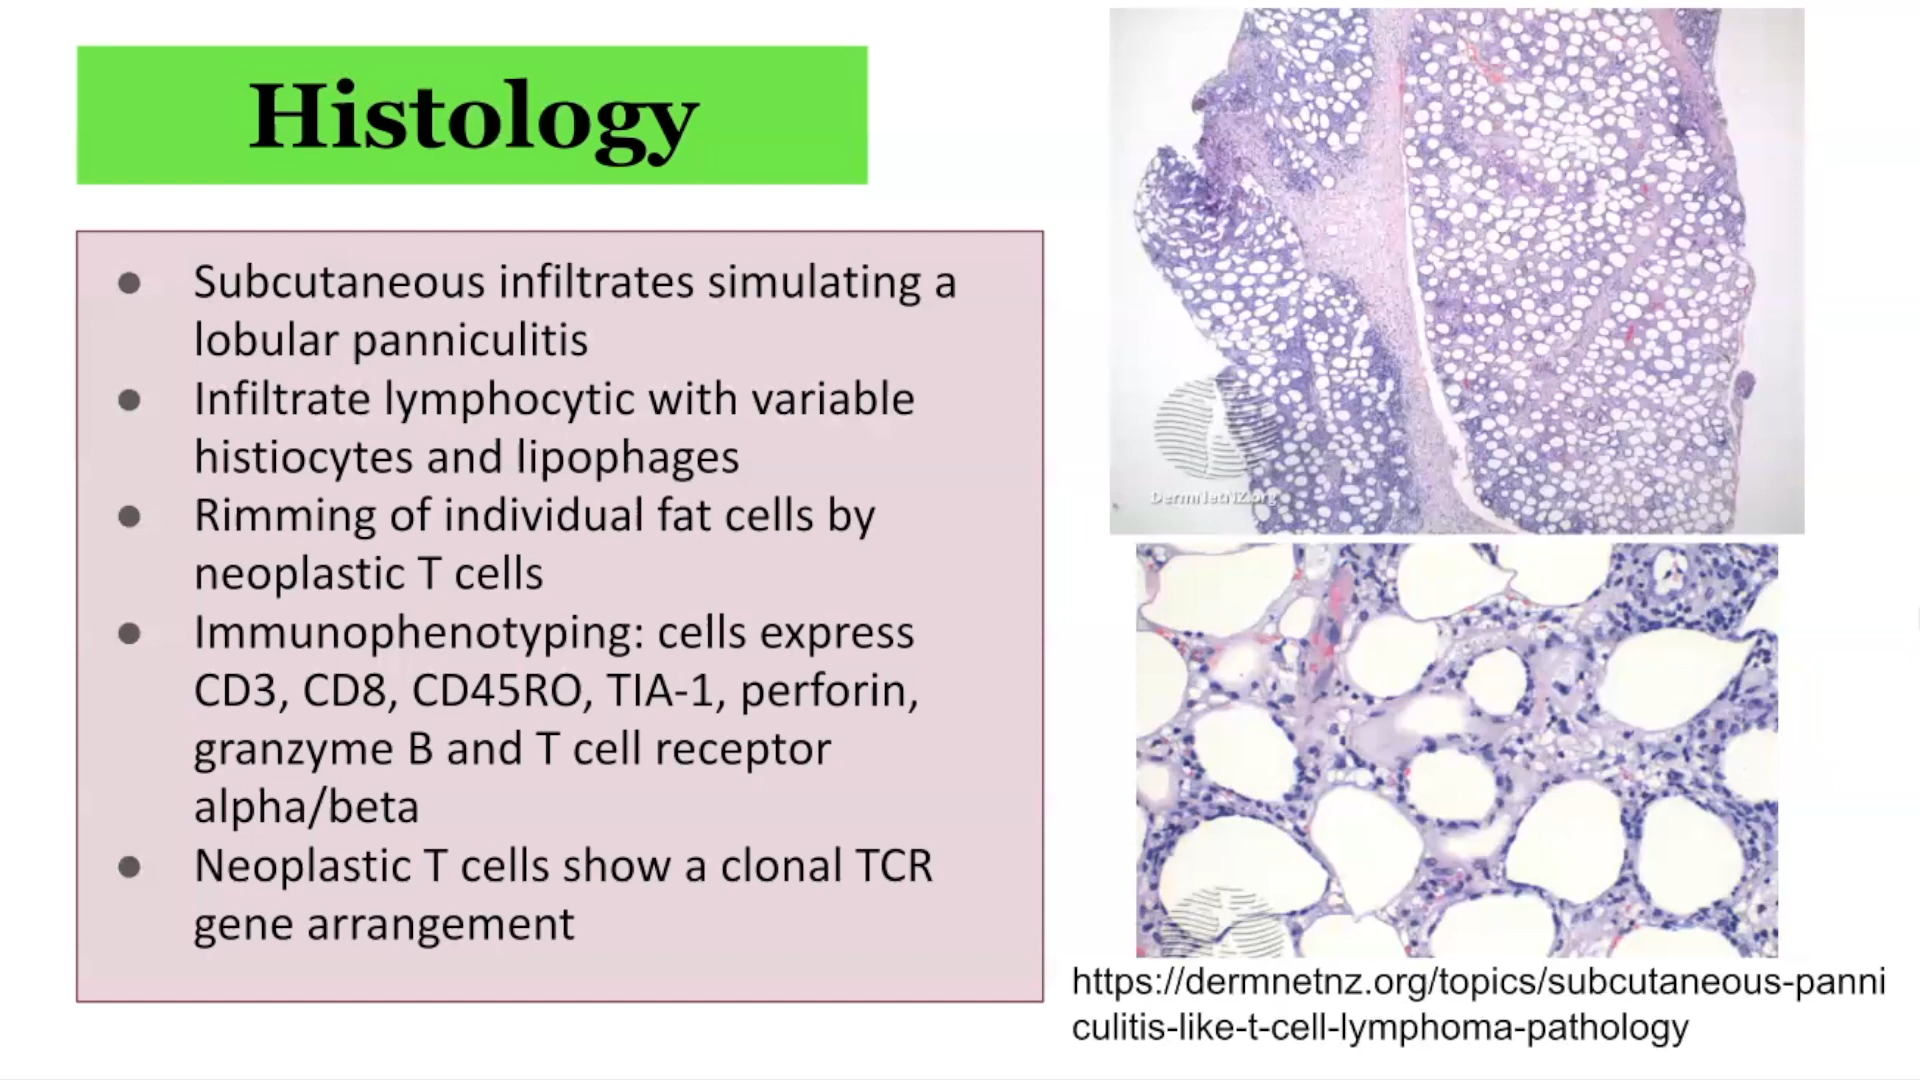 Histology
● Subcutaneous infiltrates simulating a
lobular panniculitis
● Infiltrate lymphocytic with variable
histiocytes and lipophages
● Rimming of individual fat cells by
neoplastic T cells
● Immunophenotyping: cells express
CD3, CD8, CD45RO, TIA-1, perforin,
granzyme B and T cell receptor
alpha/beta
● Neoplastic T cells show a clonal TCR
gene arrangement
DermNetNZ.org
https://dermnetnz.org/topics/subcutaneous-panni
culitis-like-t-cell-lymphoma-pathology